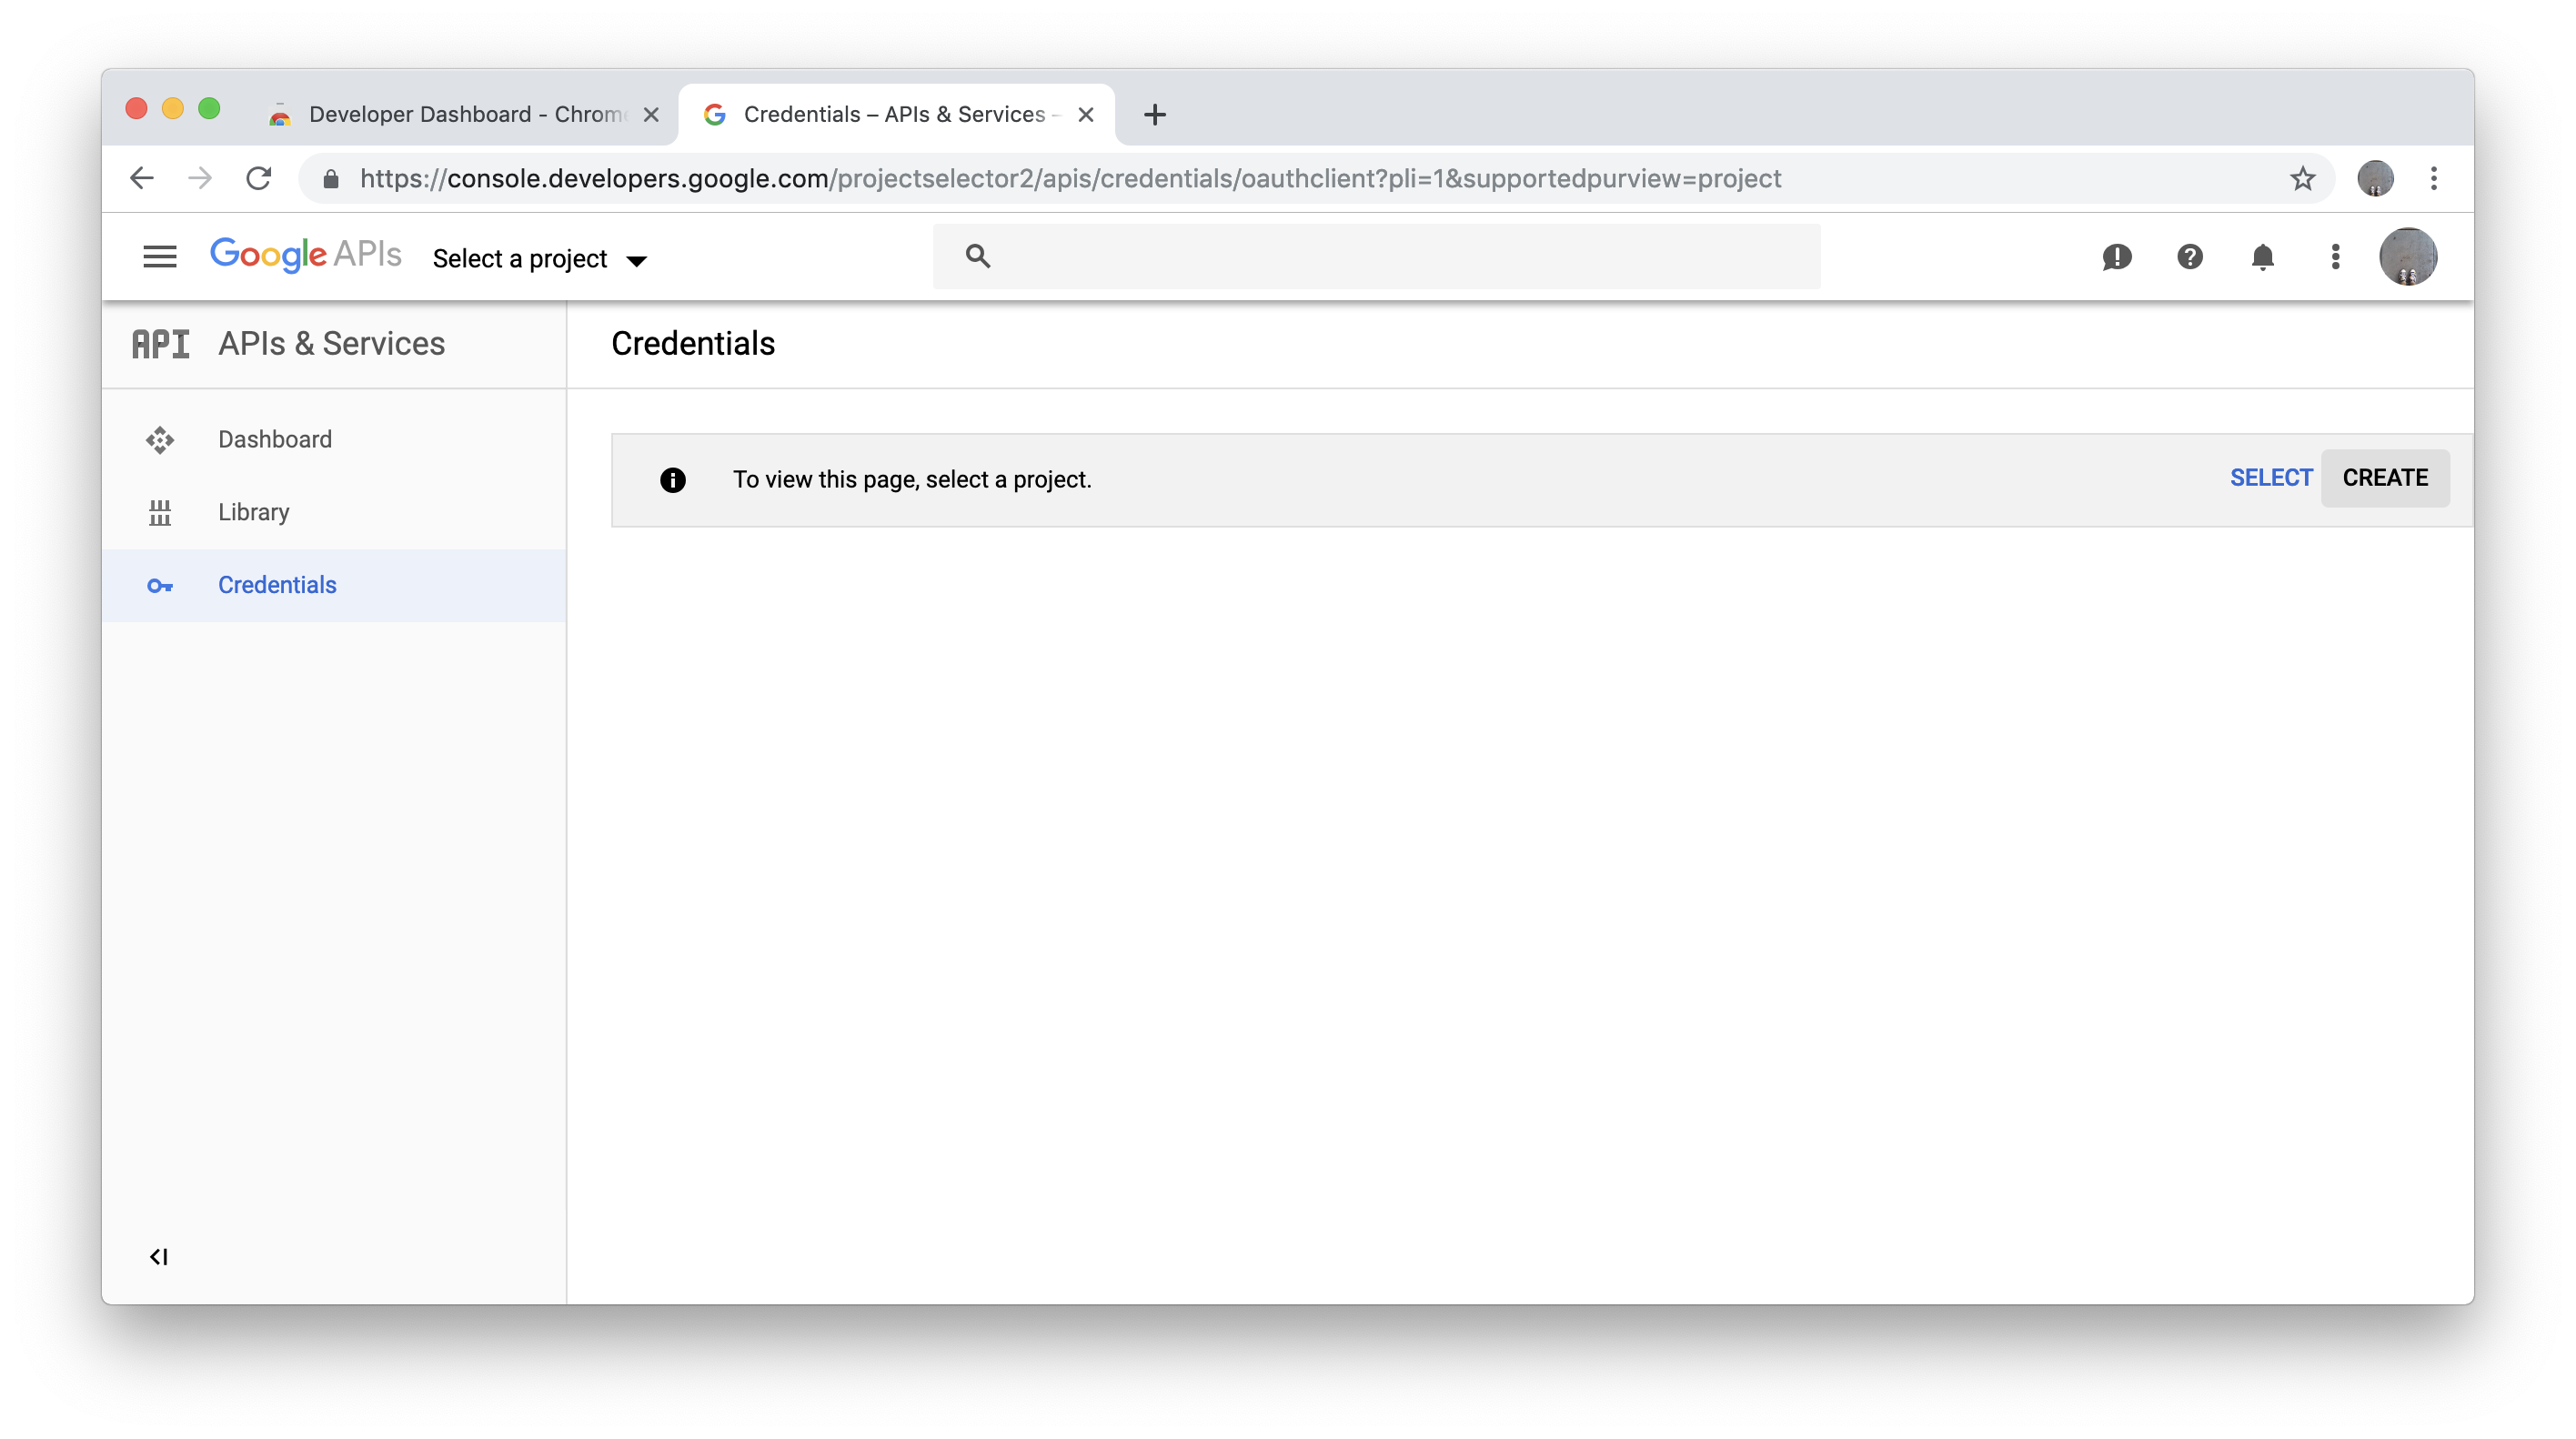 Developer Dashboard - Chrom
Credentials – APIs & Services –
https://console.developers.google.com/projectselector2/apis/credentials/oauthclient?pli=1&supportedpurview=project
Google APIs
Select a project
API
APIs & Services
Credentials
Dashboard
Library
Credentials
To view this page, select a project.
SELECT
CREATE